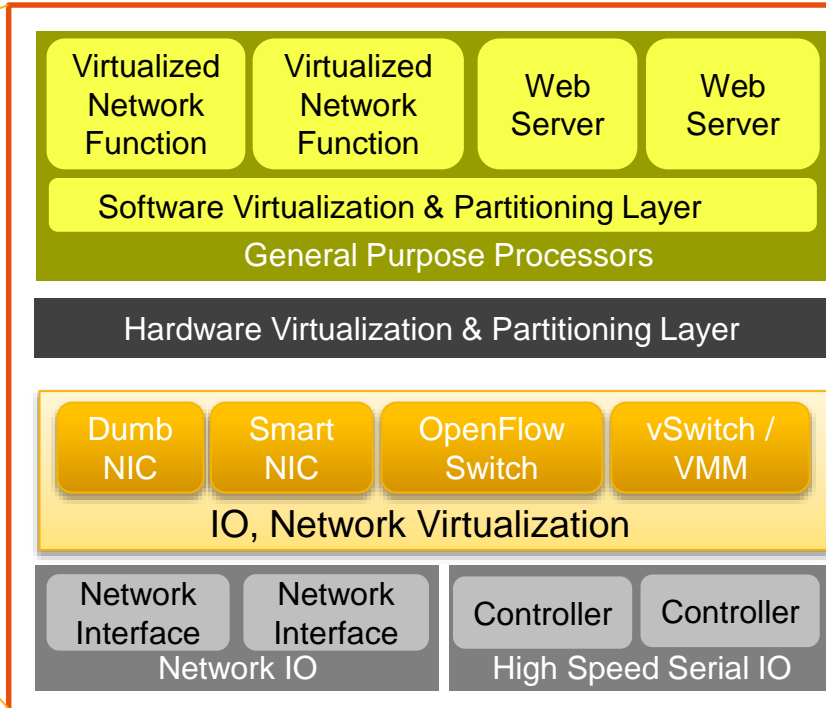 Virtualized
Network
Function
Virtualized
Network
Function
Web
Server
Web
Server
Software Virtualization & Partitioning Layer
General Purpose Processors
Hardware Virtualization & Partitioning Layer
Dumb
NIC
Smart
NIC
OpenFlow
Switch
vSwitch /
VMM
IO, Network Virtualization
Network
Interface
Network
Interface
Network IO
Controller
Controller
High Speed Serial IO